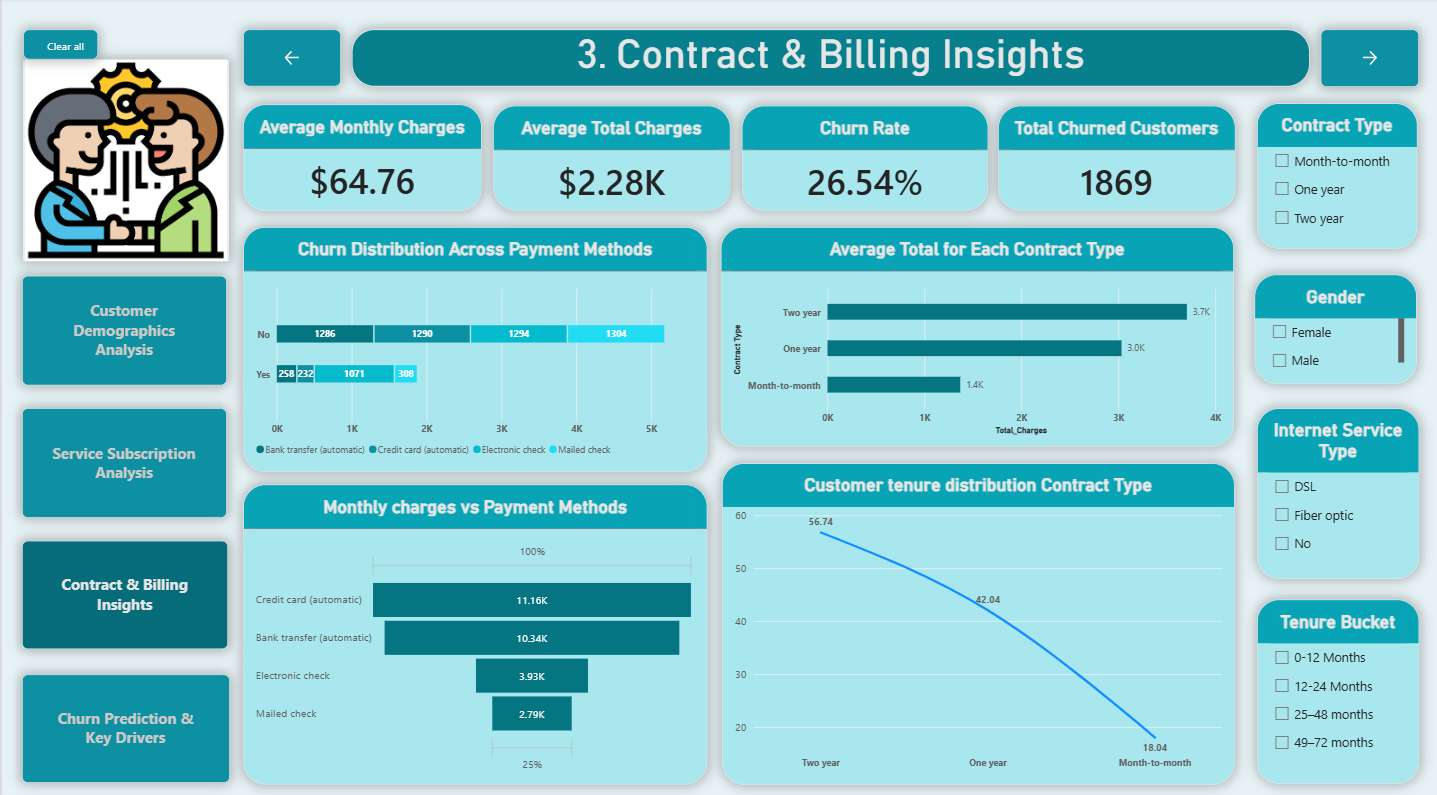 Clear all
←
3. Contract & Billing Insights
→
Average Monthly Charges
$64.76
Average Total Charges
$2.28K
Churn Rate
26.54%
Total Churned Customers
1869
Contract Type
Month-to-month
One year
Two year
Customer
Demographics
Analysis
Service Subscription
Analysis
Contract & Billing
Insights
Churn Prediction &
Key Drivers
Churn Distribution Across Payment Methods
No
1286
1290
1294
1304
Yes
258
232
1071
308
0K 1K 2K 3K 4K 5K
Bank transfer (automatic) Credit card (automatic) Electronic check Mailed check
Average Total for Each Contract Type
Contract Type
Two year 3.7K
One year 3.0K
Month-to-month 1.4K
0K 1K 2K 3K 4K
Total_Charges
Gender
Female
Male
Monthly charges vs Payment Methods
100%
Credit card (automatic) 11.16K
Bank transfer (automatic) 10.34K
Electronic check 3.93K
Mailed check 2.79K
25%
Customer tenure distribution Contract Type
60
56.74
50
42.04
40
30
20
18.04
Two year One year Month-to-month
Internet Service
Type
DSL
Fiber optic
No
Tenure Bucket
0-12 Months
12-24 Months
25–48 months
49–72 months